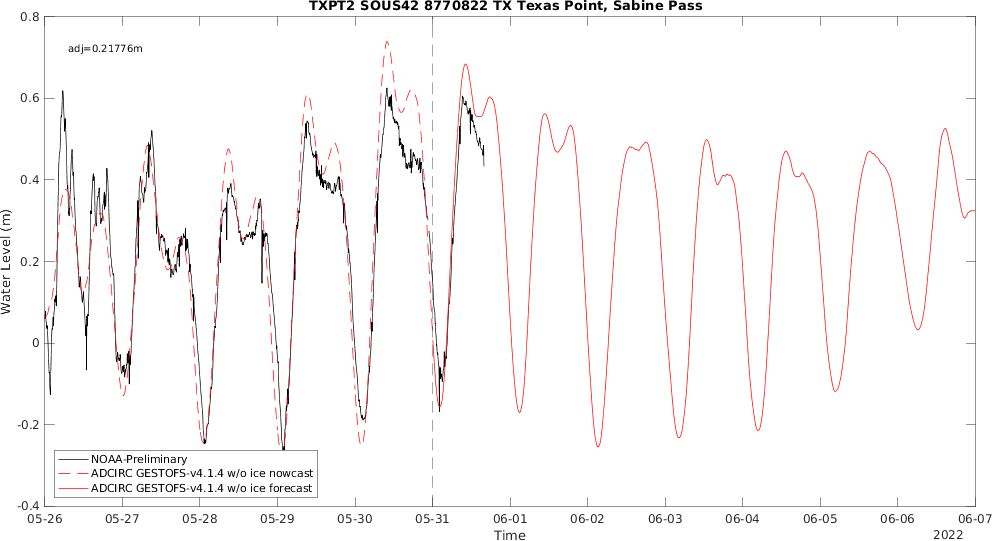 TXPT2 SOUS42 8770822 TX Texas Point, Sabine Pass
adj=0.21776m
0.8
0.6
0.4
0.2
0
-0.2
-0.4
Water Level (m)
NOAA-Preliminary
ADCIRC GESTOFS-v4.1.4 w/o ice nowcast
ADCIRC GESTOFS-v4.1.4 w/o ice forecast
05-26 05-27 05-28 05-29 05-30 05-31 06-01 06-02 06-03 06-04 06-05 06-06 06-07
Time
2022